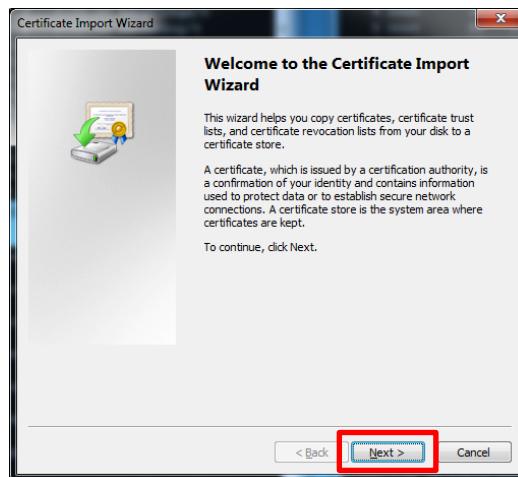 Certificate Import Wizard
Welcome to the Certificate Import
Wizard
This wizard helps you copy certificates, certificate trust
lists, and certificate revocation lists from your disk to a
certificate store.
A certificate, which is issued by a certification authority, is
a confirmation of your identity and contains information
used to protect data or to establish secure network
connections. A certificate store is the system area where
certificates are kept.
To continue, click Next.
< Back Next > Cancel